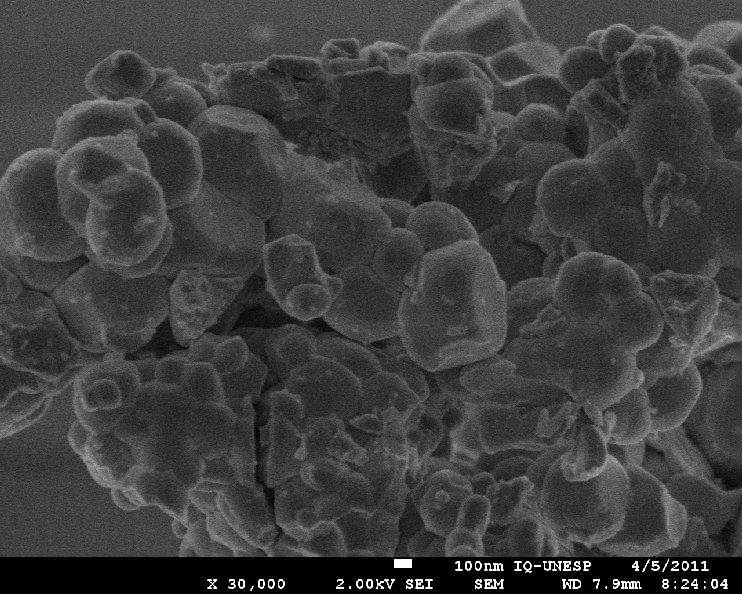 100nm IQ-UNESP 4/5/2011
X 30,000 2.00kV SEI SEM WD 7.9mm 8:24:04